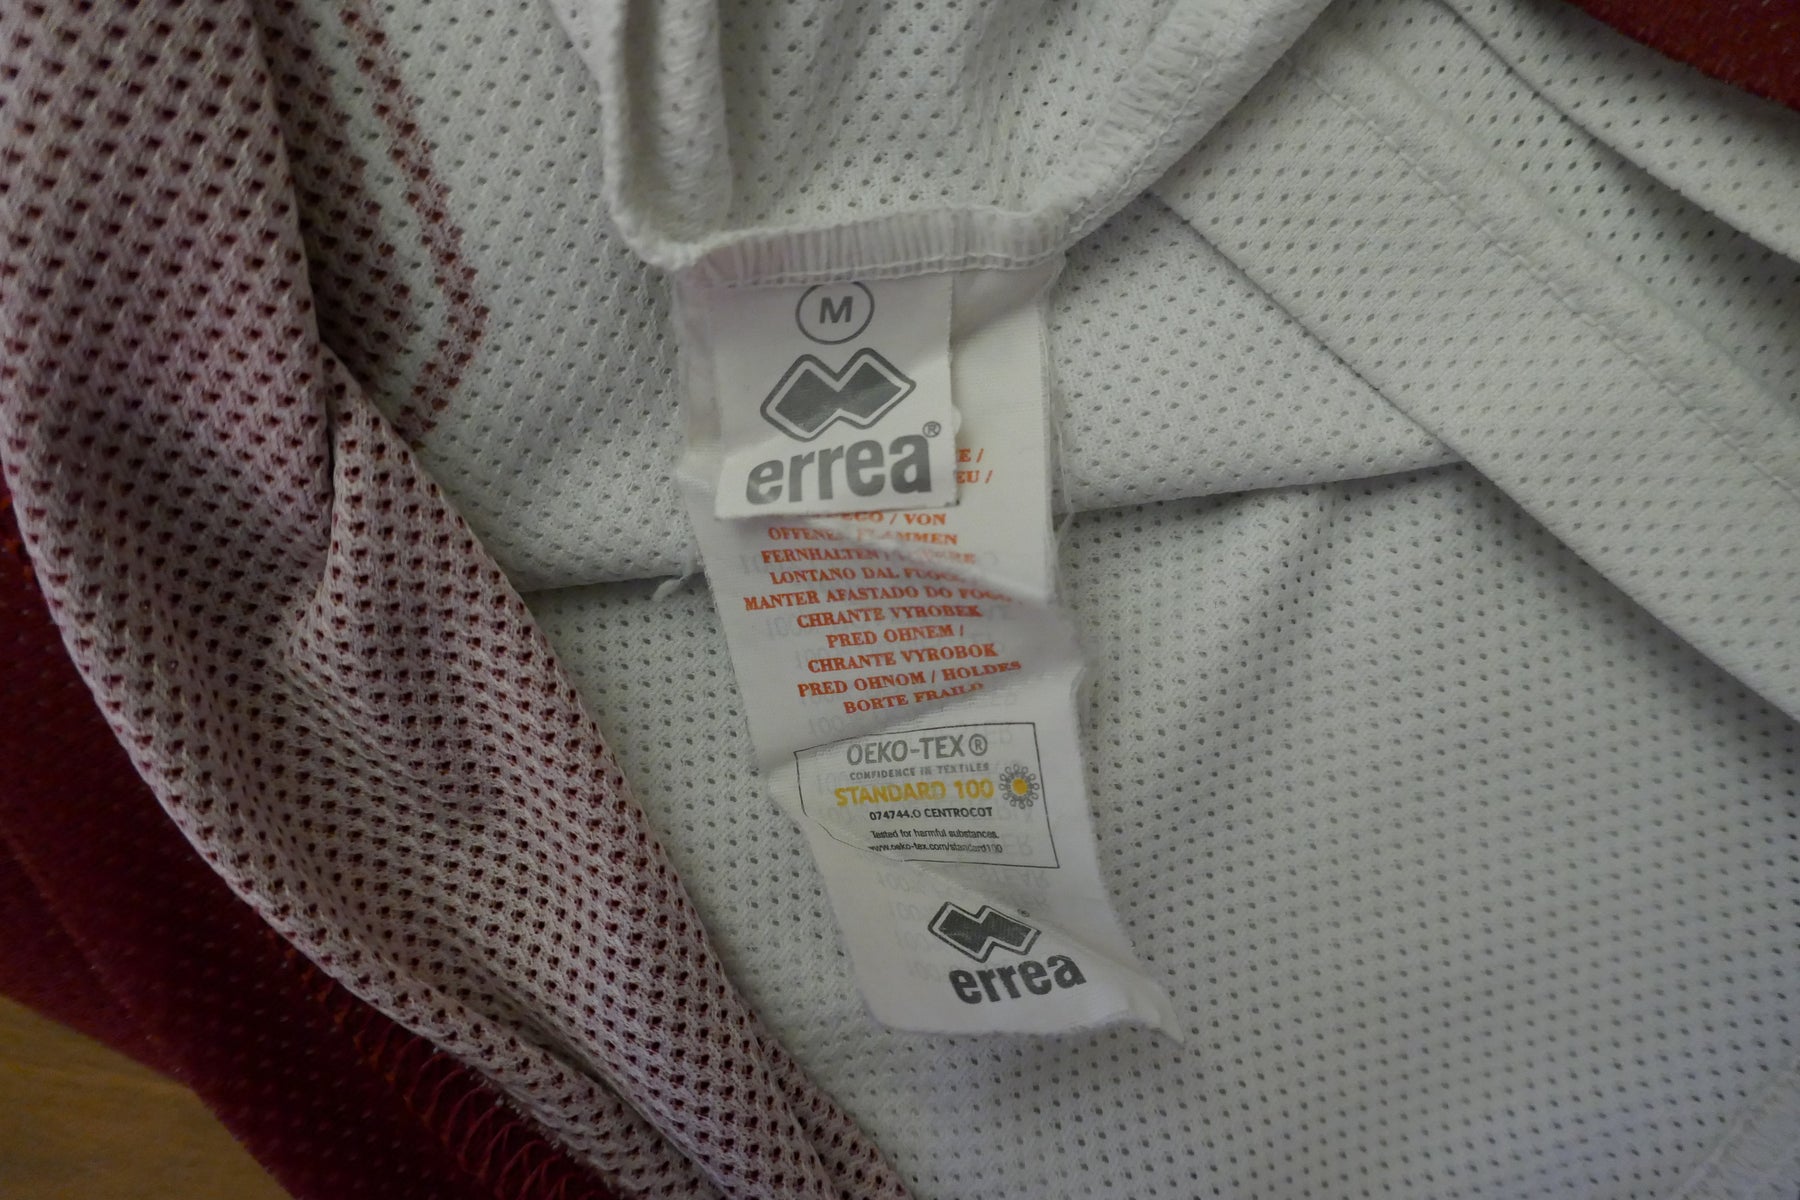 M
errea®
E /
EU /
/ VON
OFFENEN FLAMMEN
FERNHALTEN /
LONTANO DAL FUOCO
MANTER AFASTADO DO FOGO
CHRANTE VYROBEK
PRED OHNEM /
CHRANTE VYROBOK
PRED OHNOM / HOLDES
BORTE FRA ILD
OEKO-TEX®
CONFIDENCE IN TEXTILES
STANDARD 100
074744.O CENTROCOT
Tested for harmful substances.
www.oeko-tex.com/standard100
errea